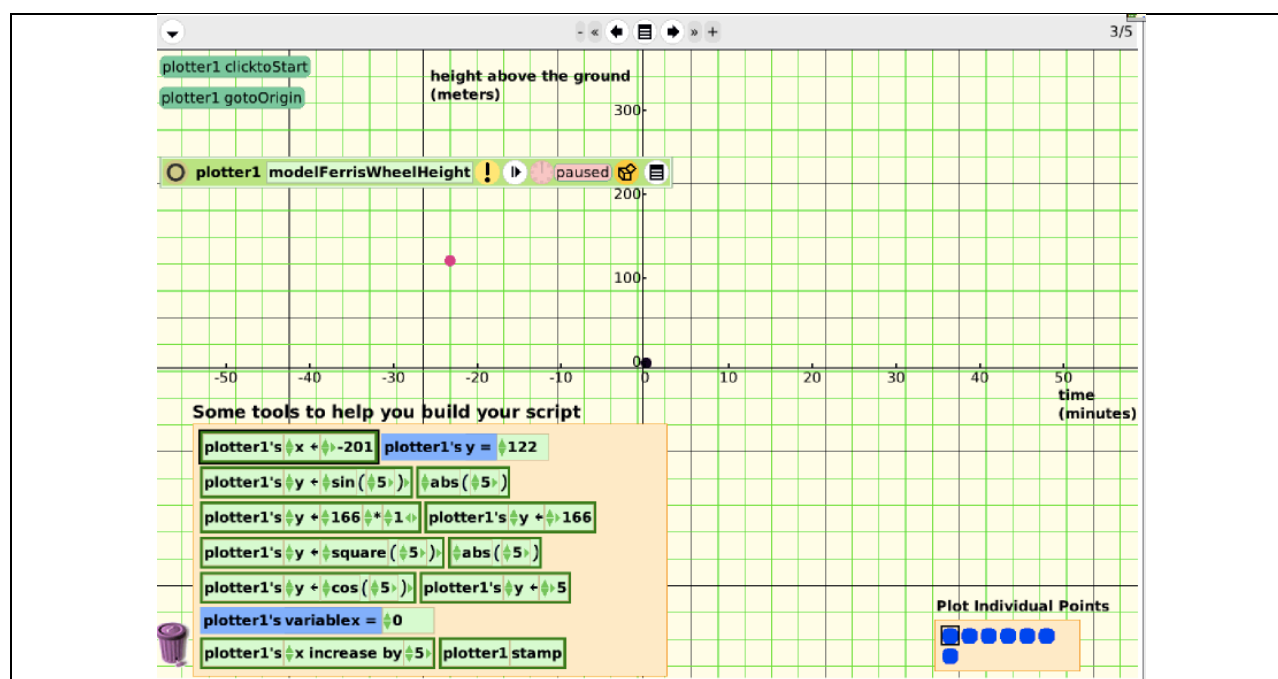 - « » +
3/5
plotter1 clicktoStart
plotter1 gotoOrigin
height above the ground
(meters)
300
plotter1 modelFerrisWheelHeight ! paused
200
100
0
-50 -40 -30 -20 -10 0 10 20 30 40 50
time
(minutes)
Some tools to help you build your script
plotter1's x ← -201 plotter1's y = 122
plotter1's y ← sin ( 5 ) abs ( 5 )
plotter1's y ← 166 * 1 plotter1's y ← 166
plotter1's y ← square ( 5 ) abs ( 5 )
plotter1's y ← cos ( 5 ) plotter1's y ← 5
plotter1's variablex = 0
plotter1's x increase by 5 plotter1 stamp
Plot Individual Points